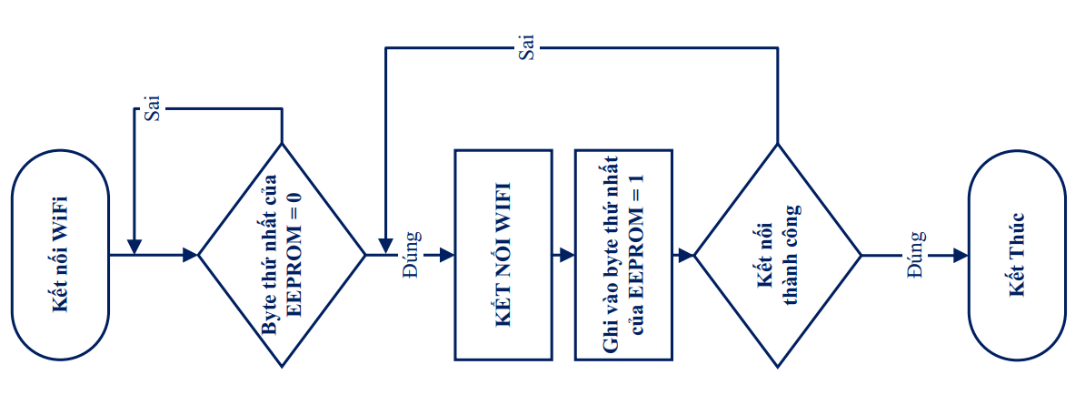 Kết nối WiFi
Sai
Byte thứ nhất của
EEPROM = 0
Đúng
KẾT NỐI WIFI
Ghi vào byte thứ nhất
của EEPROM = 1
Sai
Kết nối
thành công
Đúng
Kết Thúc